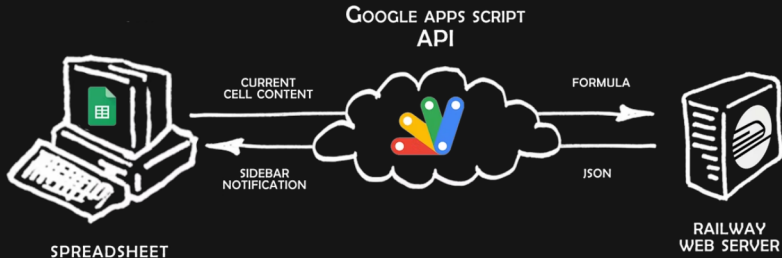 GOOGLE APPS SCRIPT
API
CURRENT
CELL CONTENT
FORMULA
SIDEBAR
NOTIFICATION
JSON
SPREADSHEET
RAILWAY
WEB SERVER